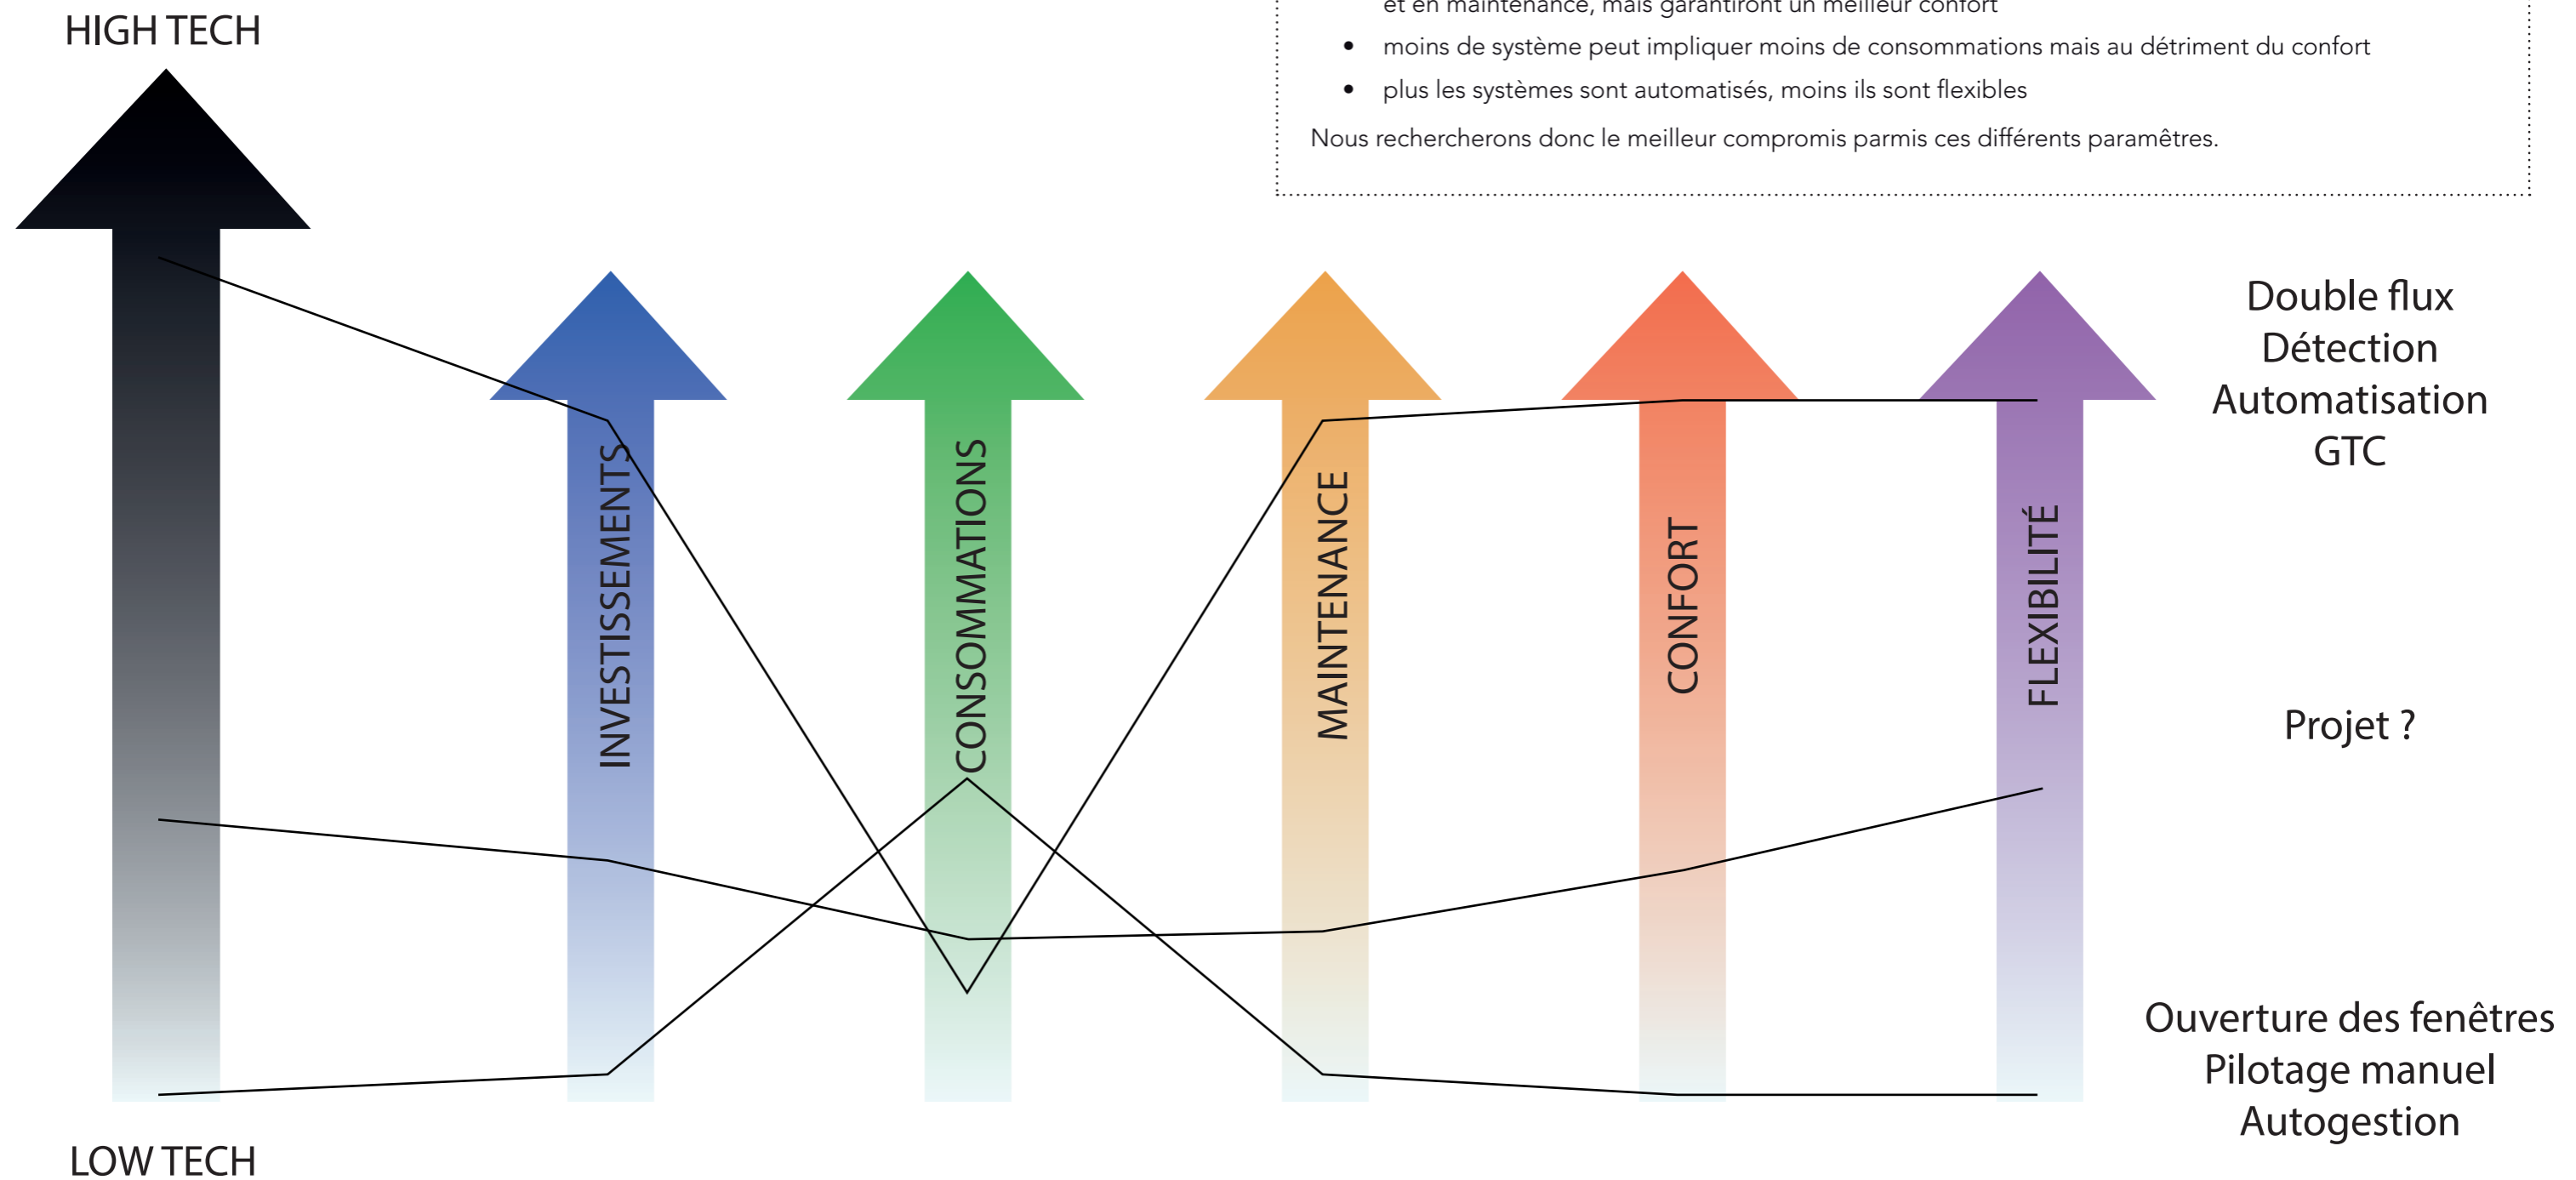 et en maintenance, mais garantiront un meilleur confort
• moins de système peut impliquer moins de consommations mais au détriment du confort
• plus les systèmes sont automatisés, moins ils sont flexibles
Nous rechercherons donc le meilleur compromis parmis ces différents paramêtres.
HIGH TECH
INVESTISSEMENTS
CONSOMMATIONS
MAINTENANCE
CONFORT
FLEXIBILITÉ
Double flux
Détection
Automatisation
GTC
Projet ?
Ouverture des fenêtres
Pilotage manuel
Autogestion
LOW TECH